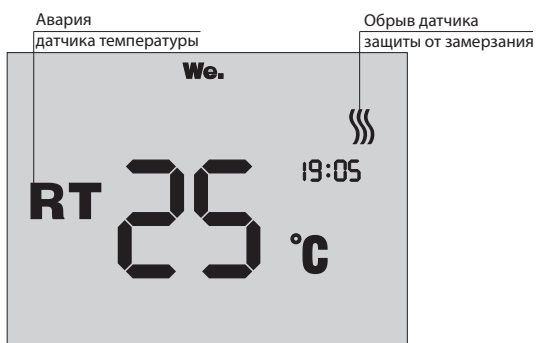 Авария
датчика температуры
Обрыв датчика
защиты от замерзания
We.
19:05
RT 25 °C